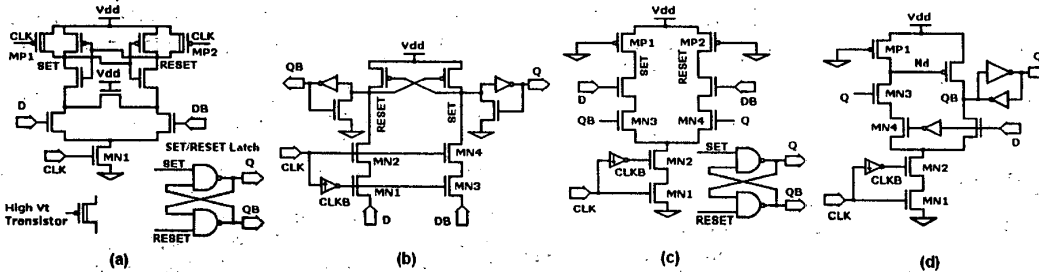 Vdd
CLK
CLK
MP1
MP2
SET
RESET
Vdd
D
DB
MN1
CLK
SET/RESET Latch
SET
Q
QB
RESET
High Vt
Transistor
(a)
Vdd
QB
Q
RESET
SET
MN2
MN4
CLK
MN1
MN3
CLKB
D
DB
(b)
Vdd
MP1
MP2
SET
RESET
D
DB
QB
MN3
MN4
Q
MN2
CLKB
MN1
CLK
SET
Q
QB
RESET
(c)
Vdd
MP1
Nd
Q
MN3
QB
Q
MN4
D
MN2
CLKB
MN1
CLK
(d)